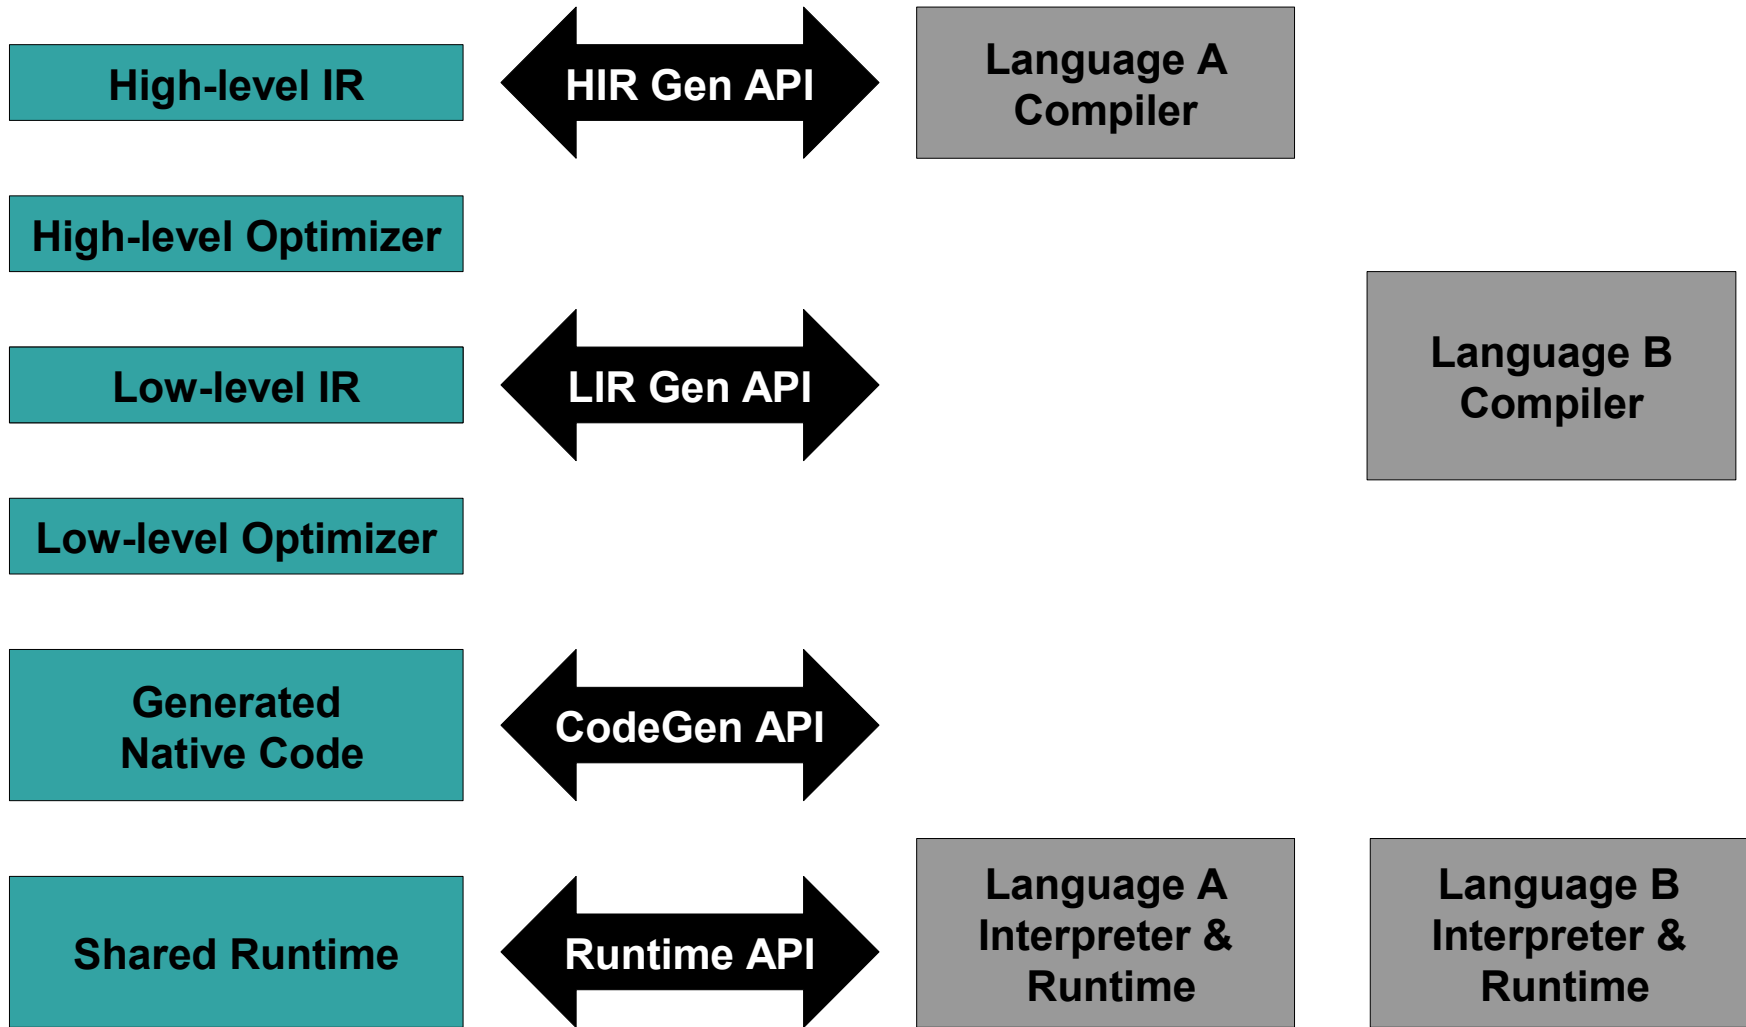 High-level IR
HIR Gen API
Language A
Compiler
High-level Optimizer
Low-level IR
LIR Gen API
Language B
Compiler
Low-level Optimizer
Generated
Native Code
CodeGen API
Shared Runtime
Runtime API
Language A
Interpreter &
Runtime
Language B
Interpreter &
Runtime